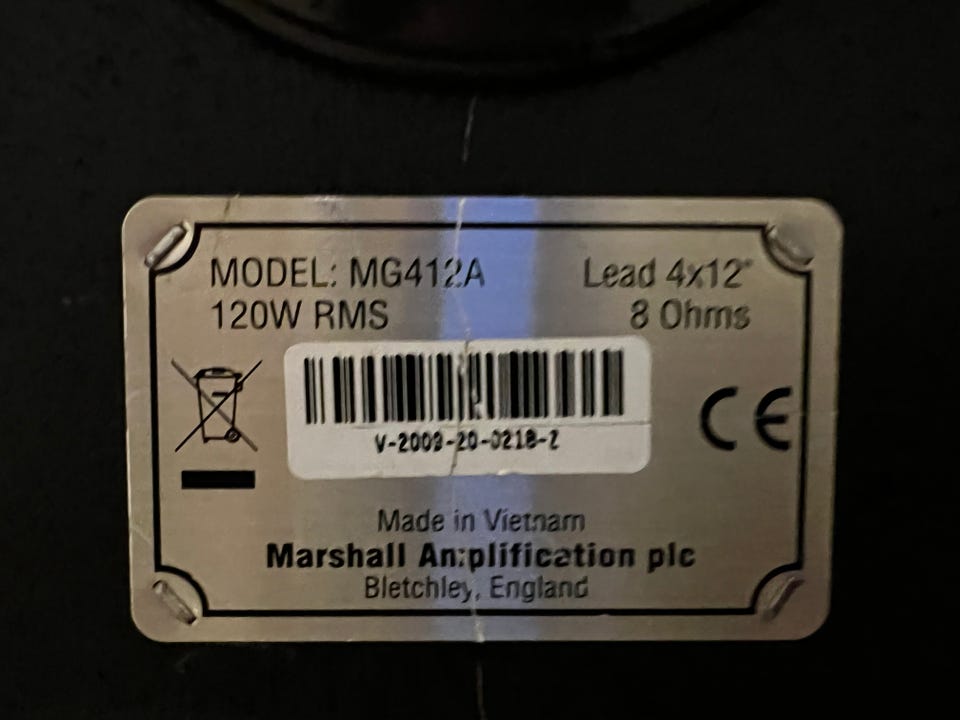 MODEL: MG412A Lead 4x12"
120W RMS 8 Ohms
V-2009-20-0218-2
CE
Made in Vietnam
Marshall Amplification plc
Bletchley, England